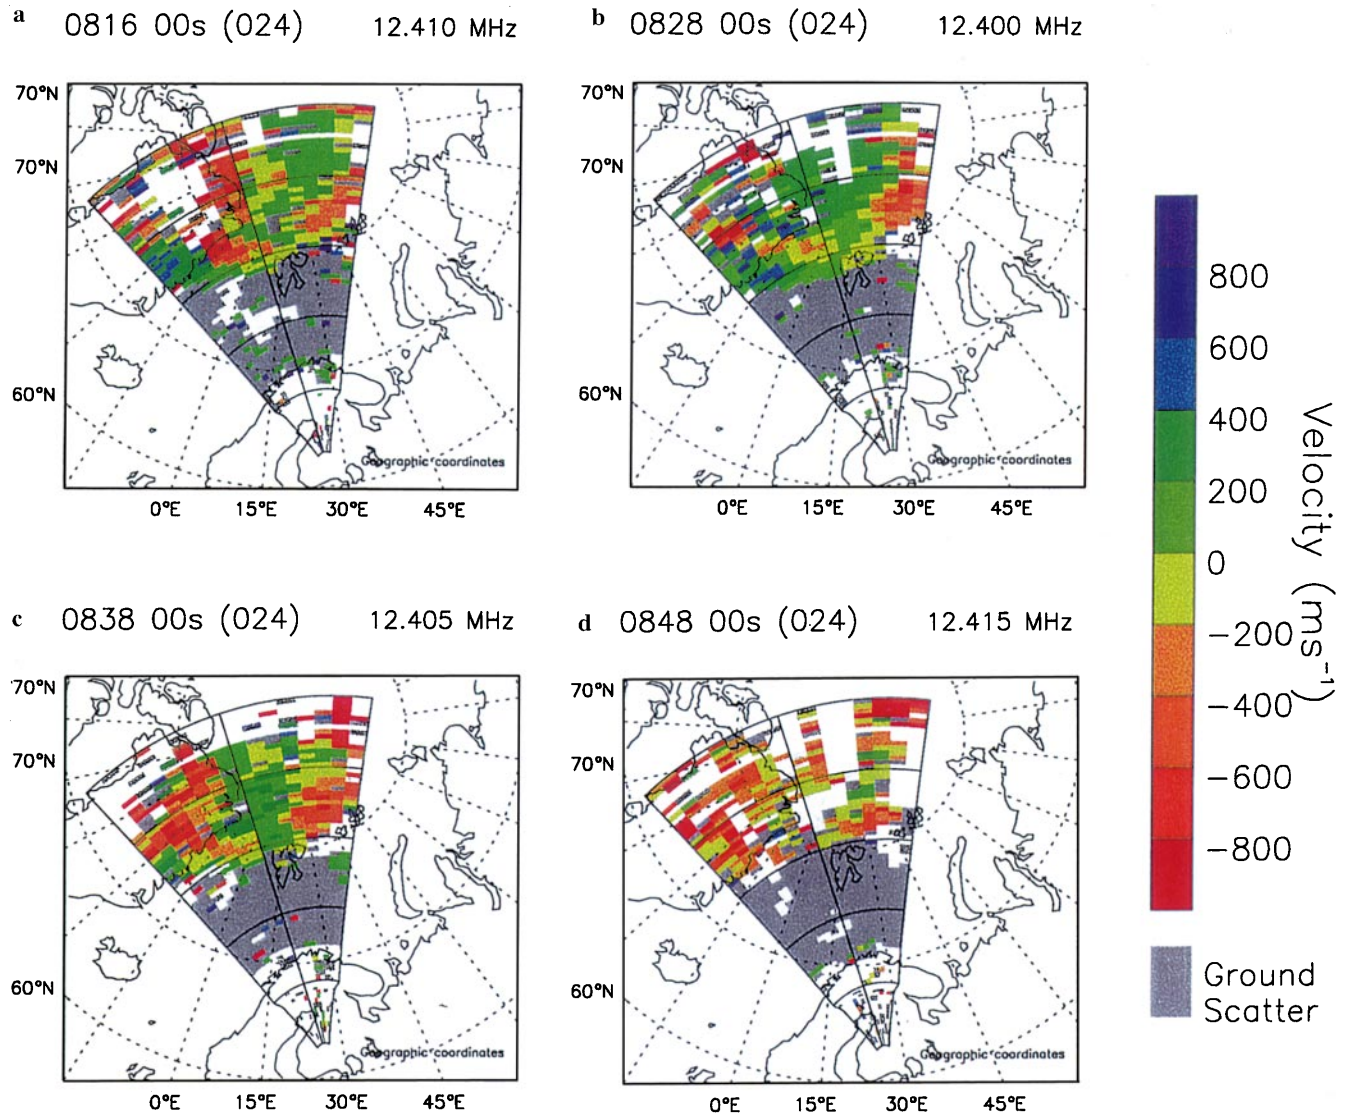 a
0816 00s (024)
12.410 MHz
70°N
70°N
60°N
0°E 15°E 30°E 45°E
Geographic coordinates
b
0828 00s (024)
12.400 MHz
70°N
70°N
60°N
0°E 15°E 30°E 45°E
Geographic coordinates
c
0838 00s (024)
12.405 MHz
70°N
70°N
60°N
0°E 15°E 30°E 45°E
Geographic coordinates
d
0848 00s (024)
12.415 MHz
70°N
70°N
60°N
0°E 15°E 30°E 45°E
Geographic coordinates
800
600
400
200
0
−200
−400
−600
−800
Velocity (ms⁻¹)
Ground
Scatter